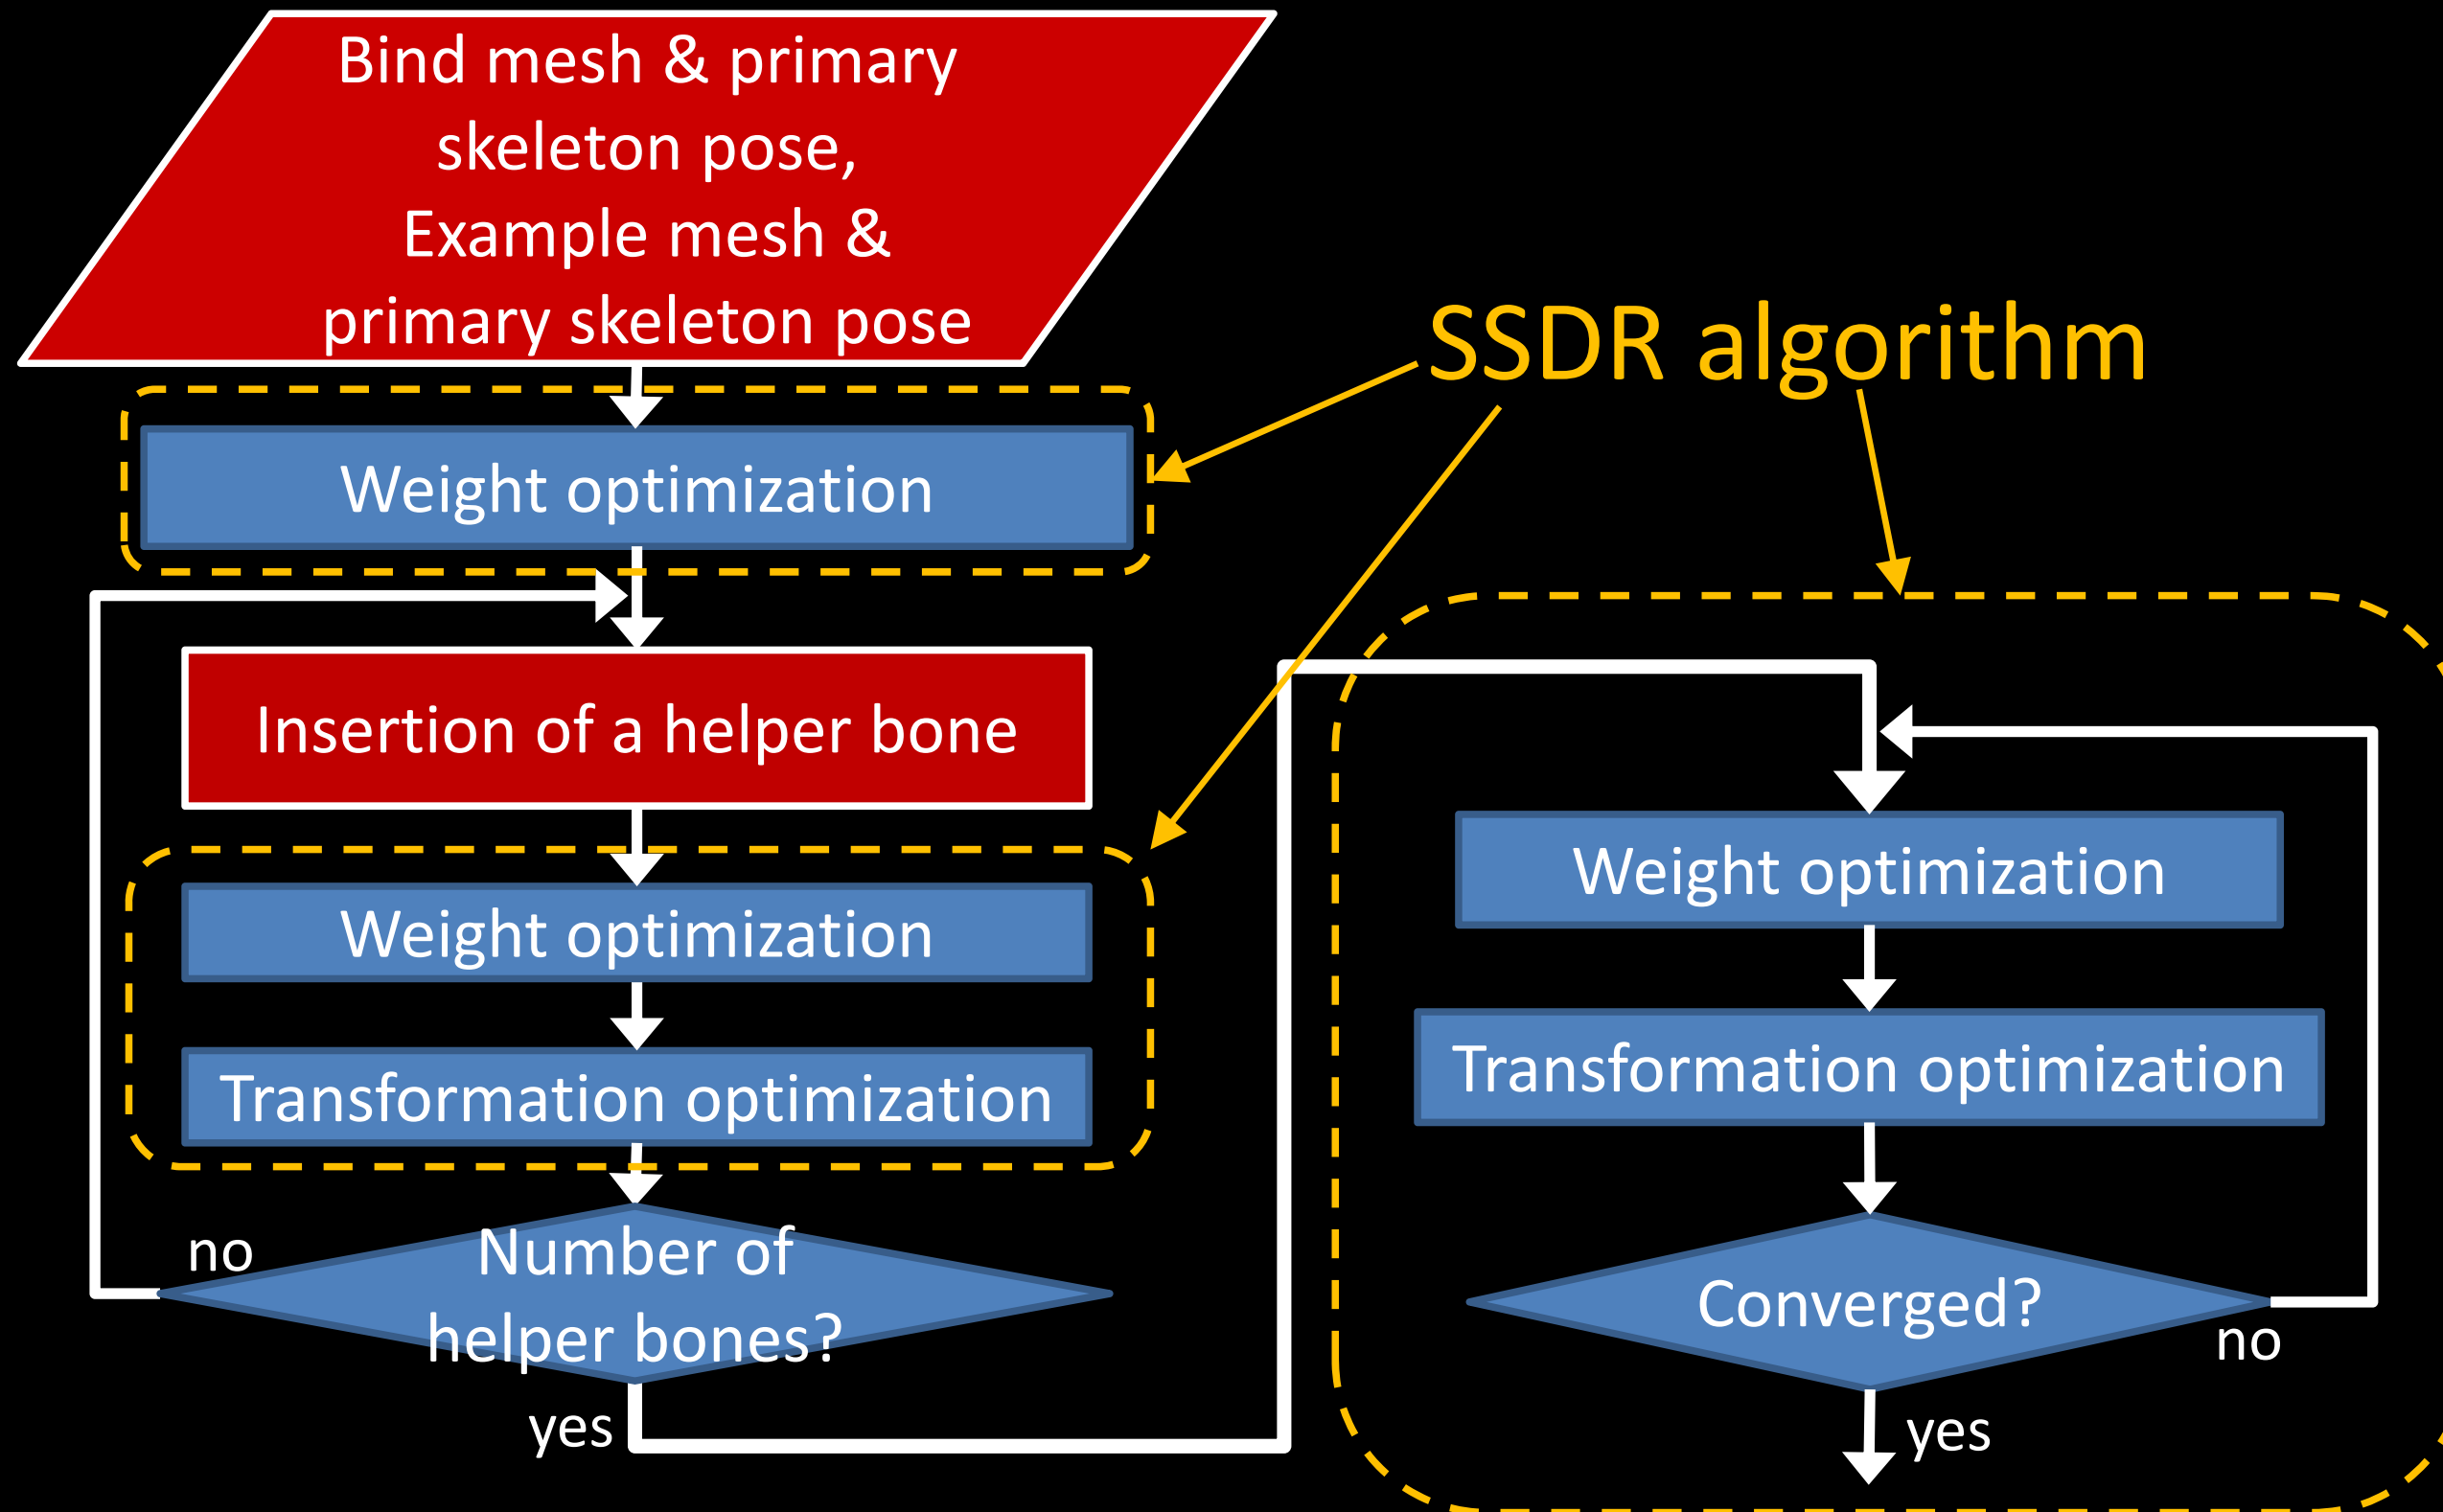 Bind mesh & primary
skeleton pose,
Example mesh &
primary skeleton pose
SSDR algorithm
Weight optimization
Insertion of a helper bone
Weight optimization
Transformation optimization
no
Number of
helper bones?
yes
Weight optimization
Transformation optimization
Converged?
no
yes